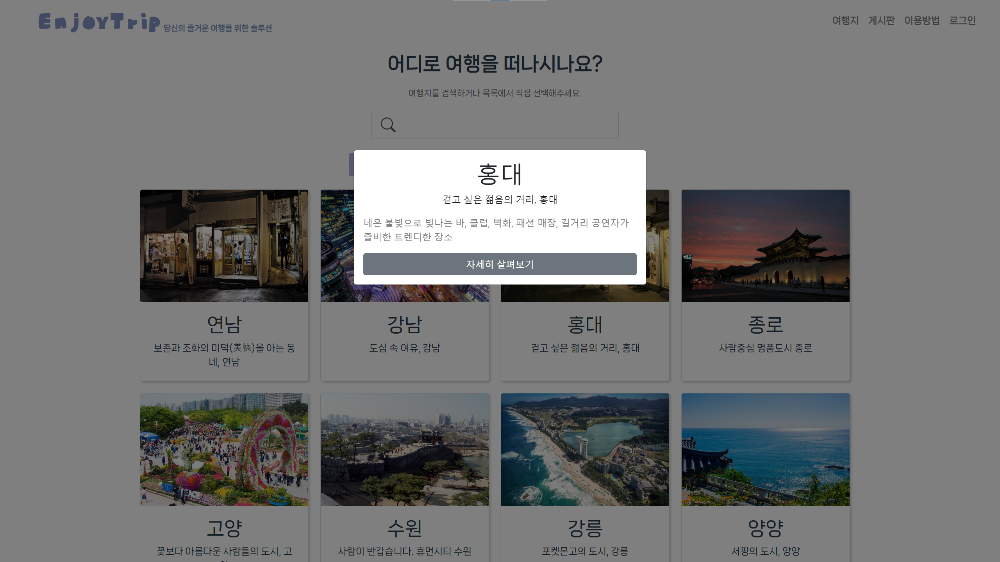 EnjoyTrip 당신의 즐거운 여행을 위한 솔루션
여행지 게시판 이용방법 로그인
어디로 여행을 떠나시나요?
여행지를 검색하거나 목록에서 직접 선택해주세요.
홍대
걷고 싶은 젊음의 거리, 홍대
네온 불빛으로 빛나는 바, 클럽, 벽화, 패션 매장, 길거리 공연자가
즐비한 트렌디한 장소
자세히 살펴보기
연남
보존과 조화의 미덕(美德)을 아는 동
네, 연남
강남
도심 속 여유, 강남
홍대
걷고 싶은 젊음의 거리, 홍대
종로
사람중심 명품도시 종로
고양
꽃보다 아름다운 사람들의 도시, 고
수원
사람이 반갑습니다. 휴먼시티 수원
강릉
포켓몬고의 도시, 강릉
양양
서핑의 도시, 양양